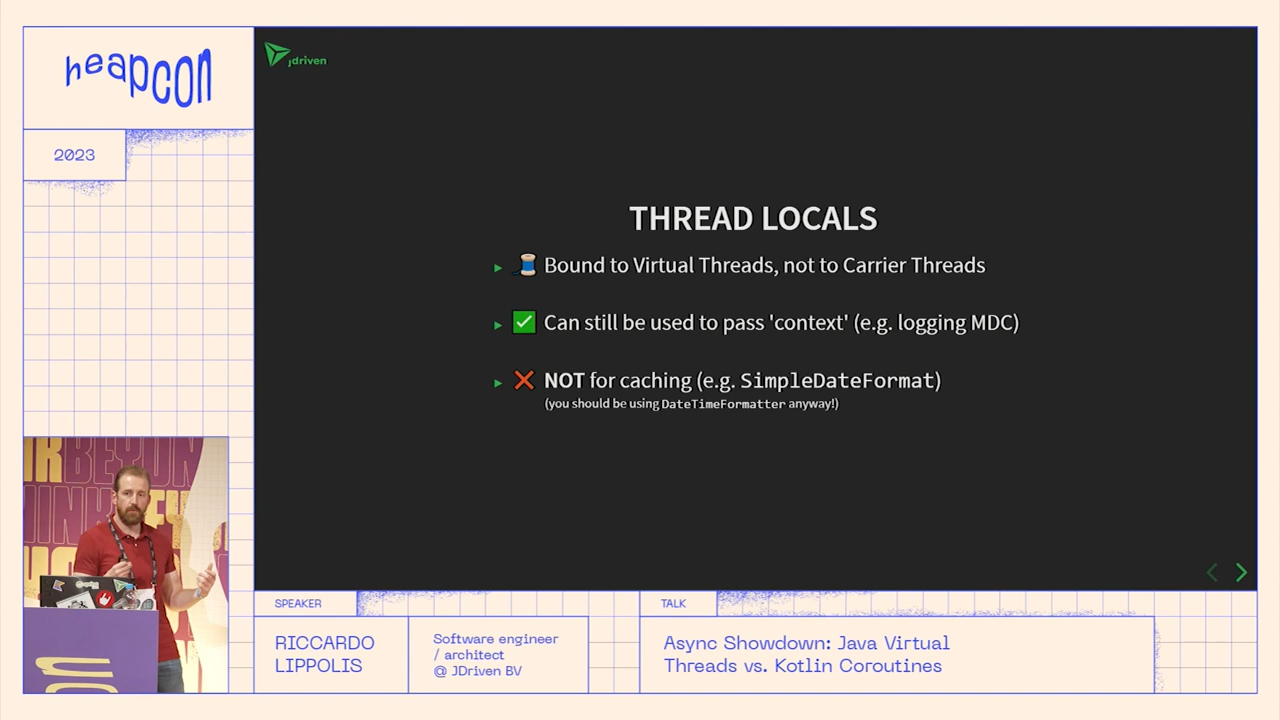 heapcon
2023
jdriven
THREAD LOCALS
Bound to Virtual Threads, not to Carrier Threads
Can still be used to pass 'context' (e.g. logging MDC)
NOT for caching (e.g. SimpleDateFormat)
(you should be using DateTimeFormatter anyway!)
SPEAKER
RICCARDO
LIPPOLIS
Software engineer
/ architect
@ JDriven BV
TALK
Async Showdown: Java Virtual
Threads vs. Kotlin Coroutines